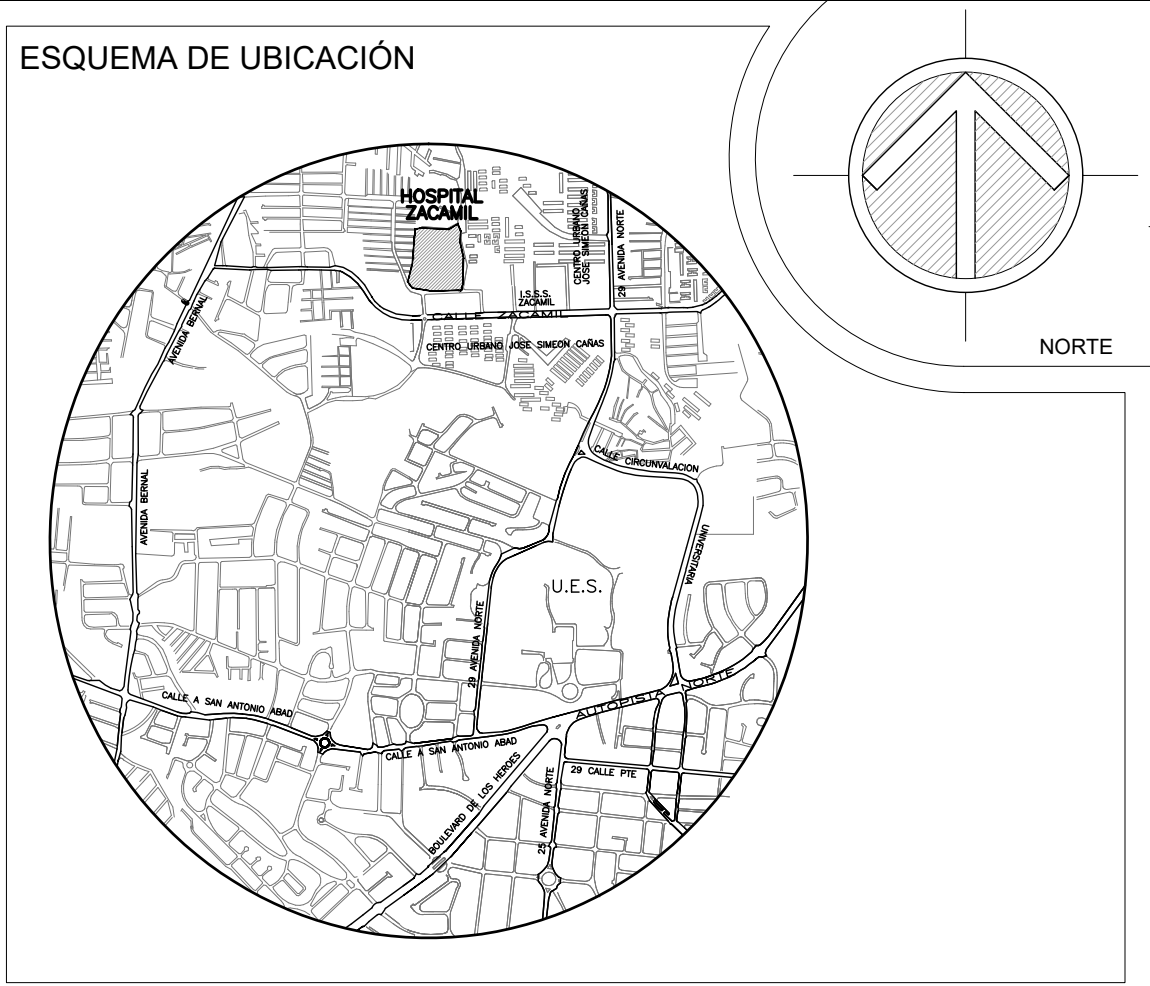 ESQUEMA DE UBICACIÓN
NORTE
HOSPITAL
ZACAMIL
CENTRO URBANO
JOSE SIMEON CAÑAS
29 AVENIDA NORTE
I.S.S.S.
ZACAMIL
CALLE ZACAMIL
CENTRO URBANO JOSE SIMEON CAÑAS
AVENIDA BERNAL
AVENIDA BERNAL
CALLE CIRCUNVALACION
UNIVERSITARIA
U.E.S.
29 AVENIDA NORTE
CALLE A SAN ANTONIO ABAD
AUTOPISTA NORTE
CALLE A SAN ANTONIO ABAD
BOULEVARD DE LOS HEROES
25 AVENIDA NORTE
29 CALLE PTE